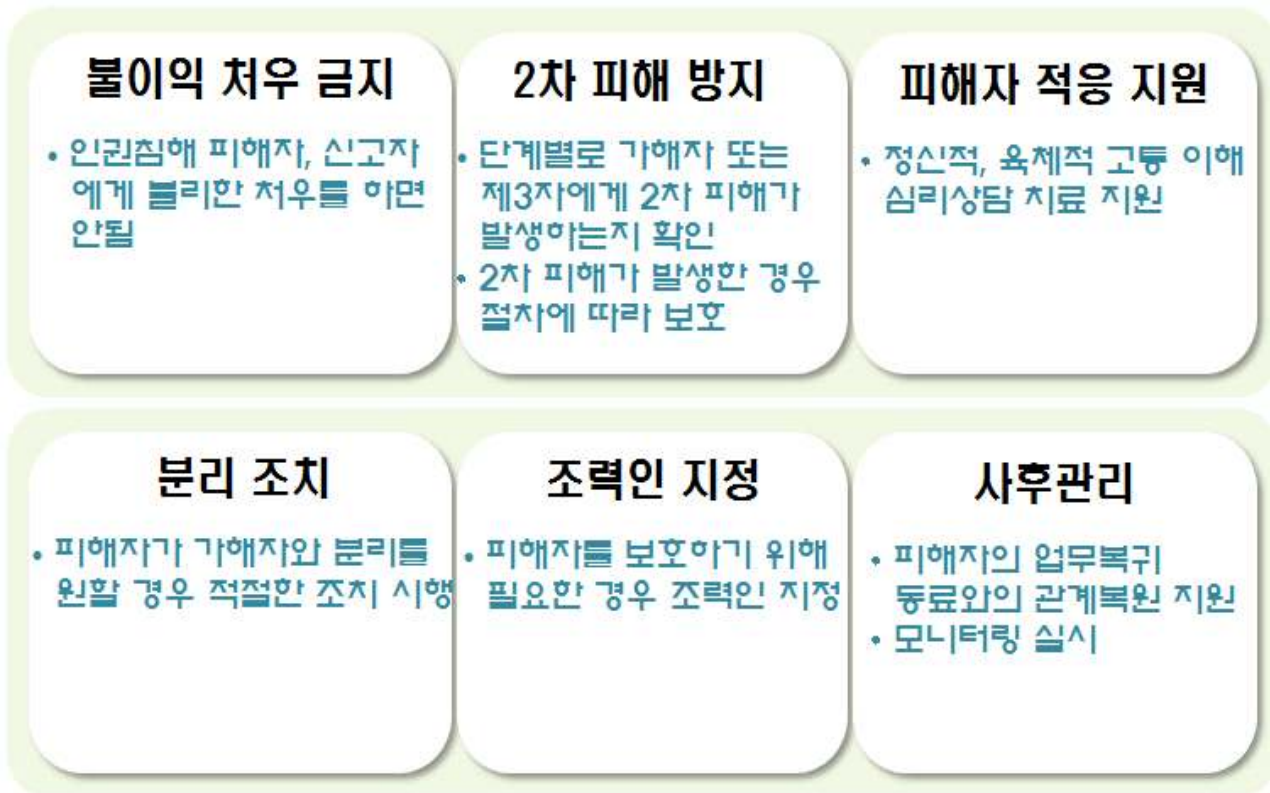 불이익 처우 금지
• 인권침해 피해자, 신고자
에게 불리한 처우를 하면
안됨
2차 피해 방지
• 단계별로 가해자 또는
제3자에게 2차 피해가
발생하는지 확인
• 2차 피해가 발생한 경우
절차에 따라 보호
피해자 적응 지원
• 정신적, 육체적 고통 이해
심리상담 치료 지원
분리 조치
• 피해자가 가해자와 분리를
원할 경우 적절한 조치 시행
조력인 지정
• 피해자를 보호하기 위해
필요한 경우 조력인 지정
사후관리
• 피해자의 업무복귀
동료와의 관계복원 지원
• 모니터링 실시